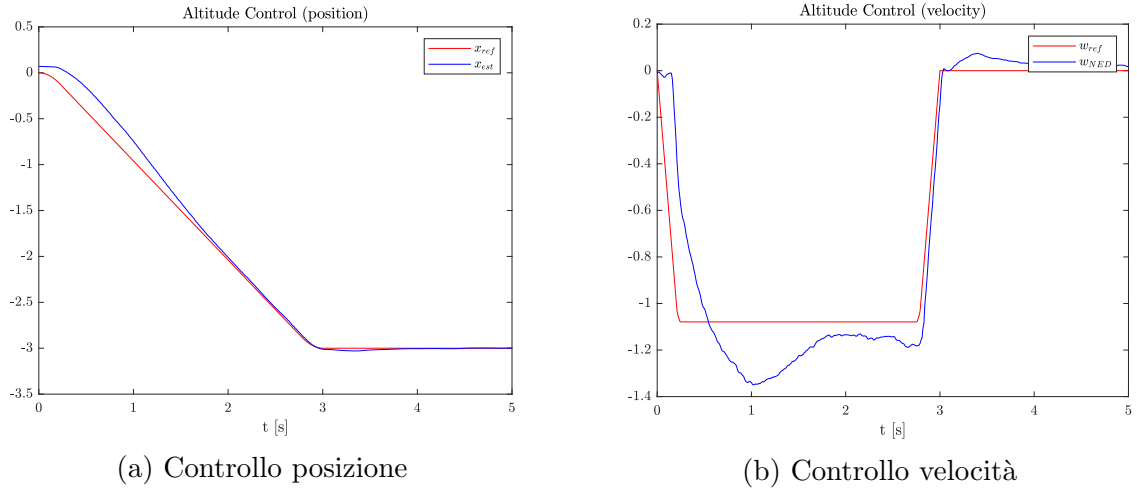 Altitude Control (position)
0.5
0
-0.5
-1
-1.5
-2
-2.5
-3
-3.5
0 1 2 3 4 5
t [s]
x_ref
x_est
(a) Controllo posizione
Altitude Control (velocity)
0.2
0
-0.2
-0.4
-0.6
-0.8
-1
-1.2
-1.4
0 1 2 3 4 5
t [s]
w_ref
w_NED
(b) Controllo velocità